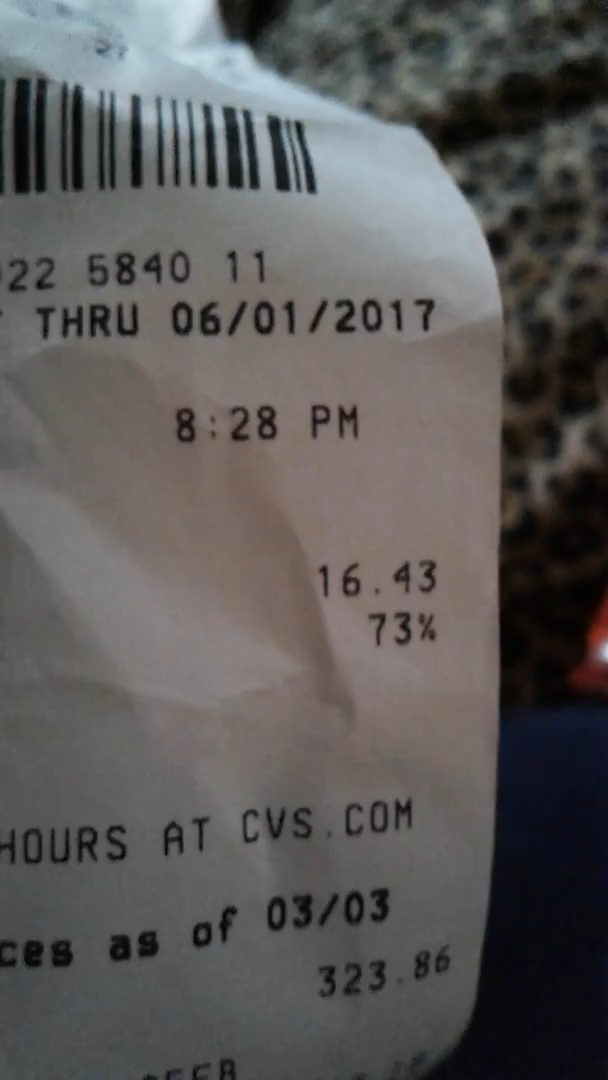 022 5840 11
THRU 06/01/2017
8:28 PM
16.43
73%
HOURS AT CVS.COM
ces as of 03/03
323.86